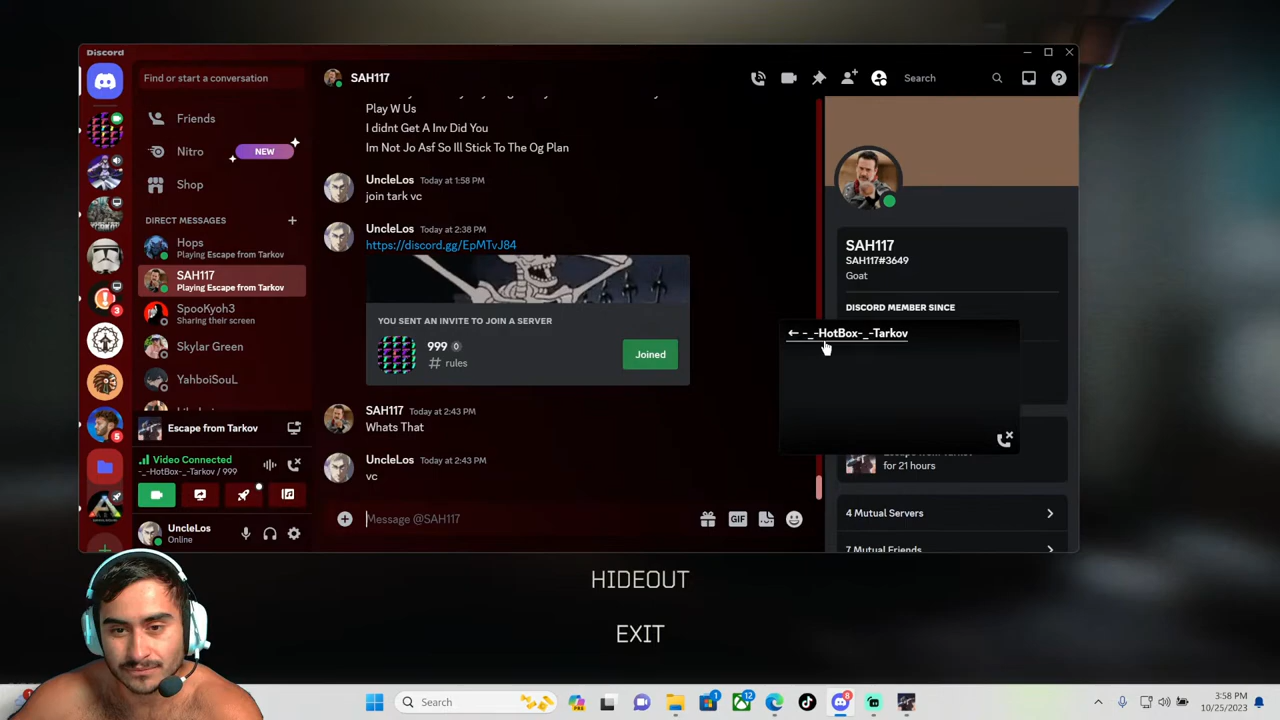 Discord
Find or start a conversation
Friends
Nitro
NEW
Shop
DIRECT MESSAGES
Hops
Playing Escape from Tarkov
SAH117
Playing Escape from Tarkov
SpooKyoh3
Sharing their screen
Skylar Green
YahboiSouL
3
5
Escape from Tarkov
Video Connected
-_-HotBox-_-Tarkov / 999
UncleLos
Online
SAH117
Search
Play W Us
I didnt Get A Inv Did You
Im Not Jo Asf So Ill Stick To The Og Plan
UncleLos Today at 1:58 PM
join tark vc
UncleLos Today at 2:38 PM
https://discord.gg/EpMTvJ84
YOU SENT AN INVITE TO JOIN A SERVER
999
rules
Joined
SAH117 Today at 2:43 PM
Whats That
UncleLos Today at 2:43 PM
vc
Message @SAH117
GIF
SAH117
SAH117#3649
Goat
DISCORD MEMBER SINCE
-_-HotBox-_-Tarkov
for 21 hours
4 Mutual Servers
7 Mutual Friends
HIDEOUT
EXIT
Search
1
12
8
3:58 PM
10/25/2023